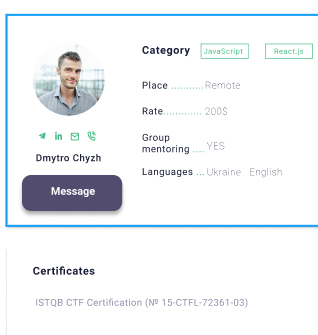 Category JavaScript React.js
Place ........... Remote
Rate............. 200$
Group
mentoring .... YES
Languages ... Ukraine English
Dmytro Chyzh
Message
Certificates
ISTQB CTF Certification (№ 15-CTFL-72361-03)